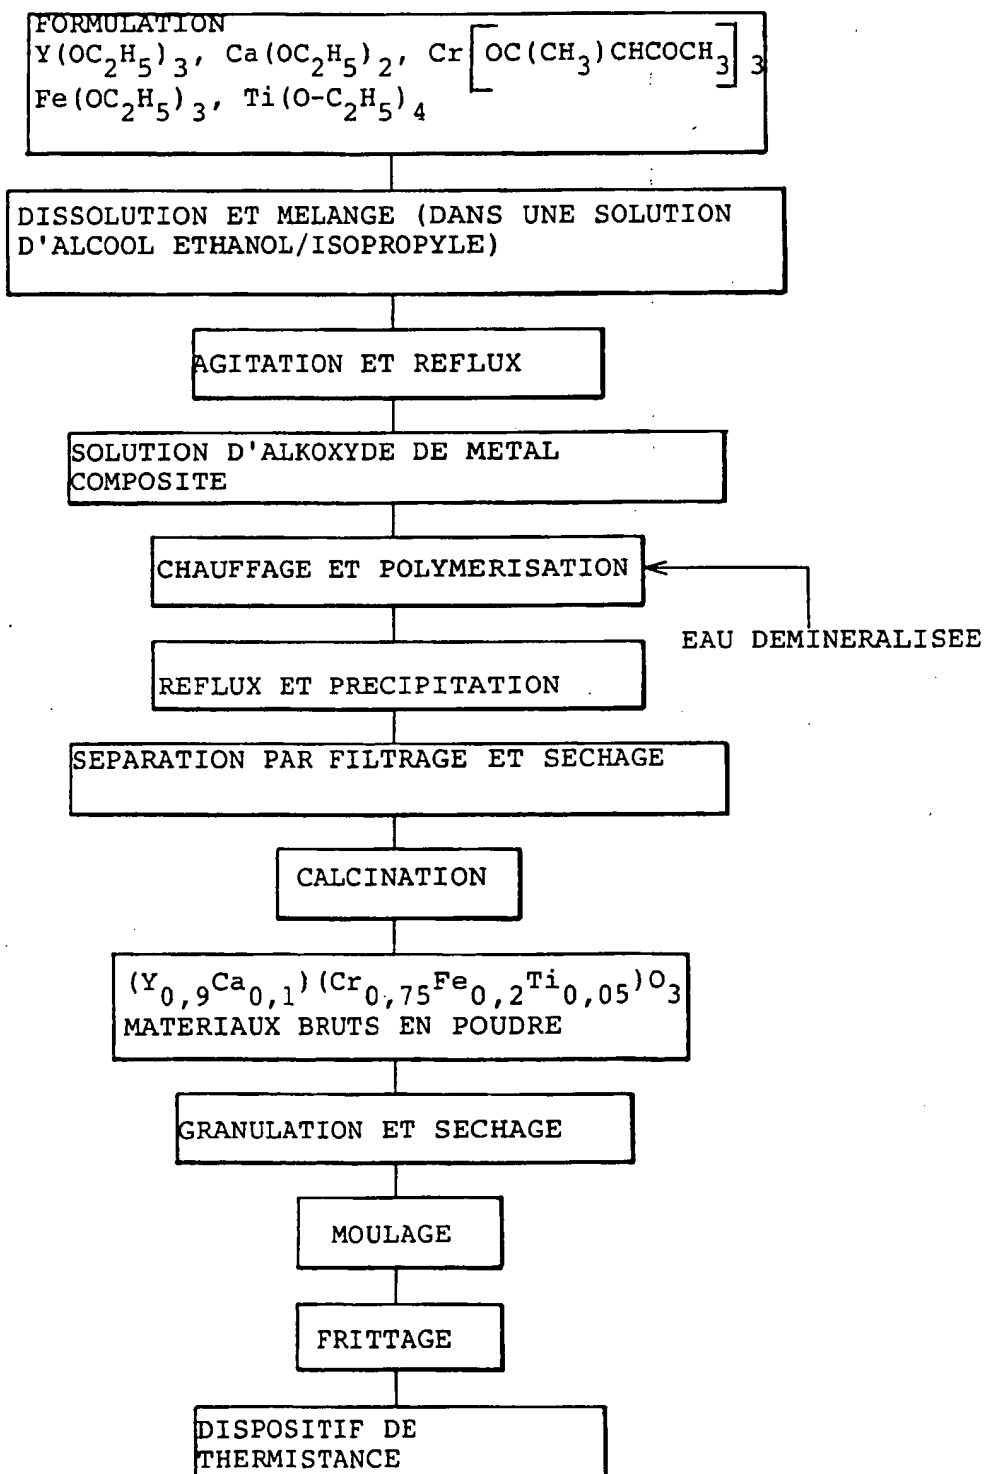 FORMULATION
Y(OC₂H₅)₃, Ca(OC₂H₅)₂, Cr[OC(CH₃)CHCOCH₃]₃
Fe(OC₂H₅)₃, Ti(O-C₂H₅)₄
DISSOLUTION ET MELANGE (DANS UNE SOLUTION
D'ALCOOL ETHANOL/ISOPROPYLE)
AGITATION ET REFLUX
SOLUTION D'ALKOXYDE DE METAL
COMPOSITE
CHAUFFAGE ET POLYMERISATION
EAU DEMINERALISEE
REFLUX ET PRECIPITATION
SEPARATION PAR FILTRAGE ET SECHAGE
CALCINATION
(Y₀,₉Ca₀,₁)(Cr₀,₇₅Fe₀,₂Ti₀,₀₅)O₃
MATERIAUX BRUTS EN POUDRE
GRANULATION ET SECHAGE
MOULAGE
FRITTAGE
DISPOSITIF DE
THERMISTANCE